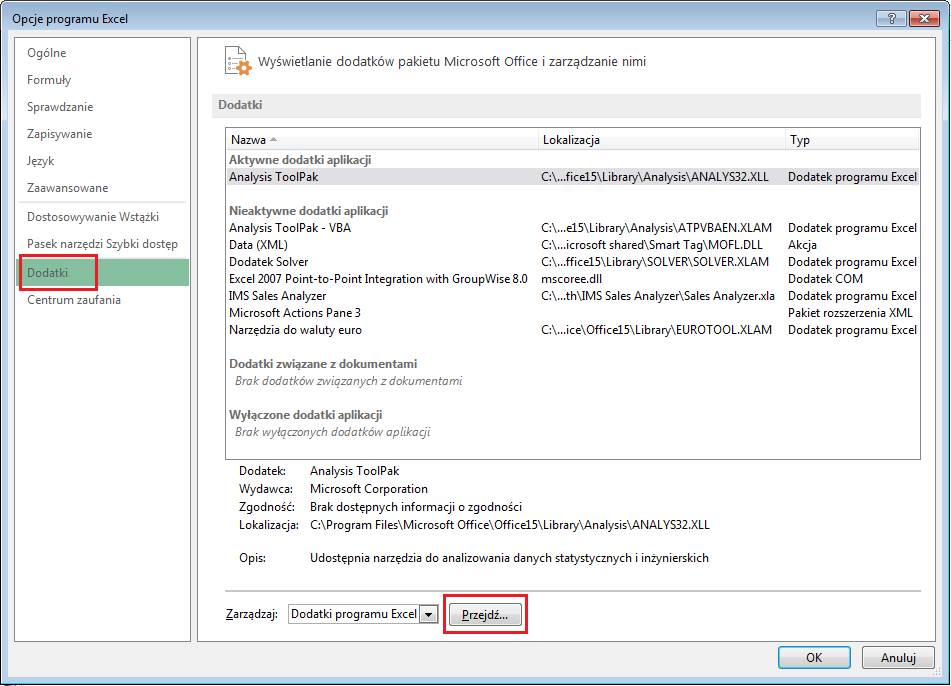 Opcje programu Excel
Ogólne
Formuły
Sprawdzanie
Zapisywanie
Język
Zaawansowane
Dostosowywanie Wstążki
Pasek narzędzi Szybki dostęp
Dodatki
Centrum zaufania
Wyświetlanie dodatków pakietu Microsoft Office i zarządzanie nimi
Dodatki
Nazwa Lokalizacja Typ
Aktywne dodatki aplikacji
Analysis ToolPak C:\...fice15\Library\Analysis\ANALYS32.XLL Dodatek programu Excel
Nieaktywne dodatki aplikacji
Analysis ToolPak - VBA C:\...e15\Library\Analysis\ATPVBAEN.XLAM Dodatek programu Excel
Data (XML) C:\...icrosoft shared\Smart Tag\MOFL.DLL Akcja
Dodatek Solver C:\...ffice15\Library\SOLVER\SOLVER.XLAM Dodatek programu Excel
Excel 2007 Point-to-Point Integration with GroupWise 8.0 mscoree.dll Dodatek COM
IMS Sales Analyzer C:\...th\IMS Sales Analyzer\Sales Analyzer.xla Dodatek programu Excel
Microsoft Actions Pane 3 Pakiet rozszerzenia XML
Narzędzia do waluty euro C:\...ice\Office15\Library\EUROTOOL.XLAM Dodatek programu Excel
Dodatki związane z dokumentami
Brak dodatków związanych z dokumentami
Wyłączone dodatki aplikacji
Brak wyłączonych dodatków aplikacji
Dodatek: Analysis ToolPak
Wydawca: Microsoft Corporation
Zgodność: Brak dostępnych informacji o zgodności
Lokalizacja: C:\Program Files\Microsoft Office\Office15\Library\Analysis\ANALYS32.XLL
Opis: Udostępnia narzędzia do analizowania danych statystycznych i inżynierskich
Zarządzaj: Dodatki programu Excel Przejdź...
OK Anuluj